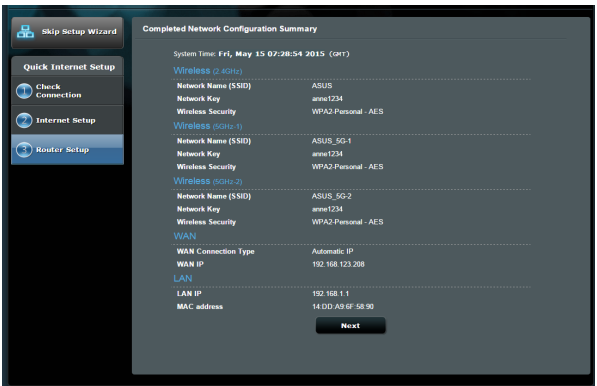 Skip Setup Wizard
Quick Internet Setup
1 Check
Connection
2 Internet Setup
3 Router Setup
Completed Network Configuration Summary
System Time: Fri, May 15 07:28:54 2015 (GMT)
Wireless (2.4GHz)
Network Name (SSID) ASUS
Network Key anne1234
Wireless Security WPA2-Personal - AES
Wireless (5GHz-1)
Network Name (SSID) ASUS_5G-1
Network Key anne1234
Wireless Security WPA2-Personal - AES
Wireless (5GHz-2)
Network Name (SSID) ASUS_5G-2
Network Key anne1234
Wireless Security WPA2-Personal - AES
WAN
WAN Connection Type Automatic IP
WAN IP 192.168.123.208
LAN
LAN IP 192.168.1.1
MAC address 14:DD:A9:6F:58:90
Next